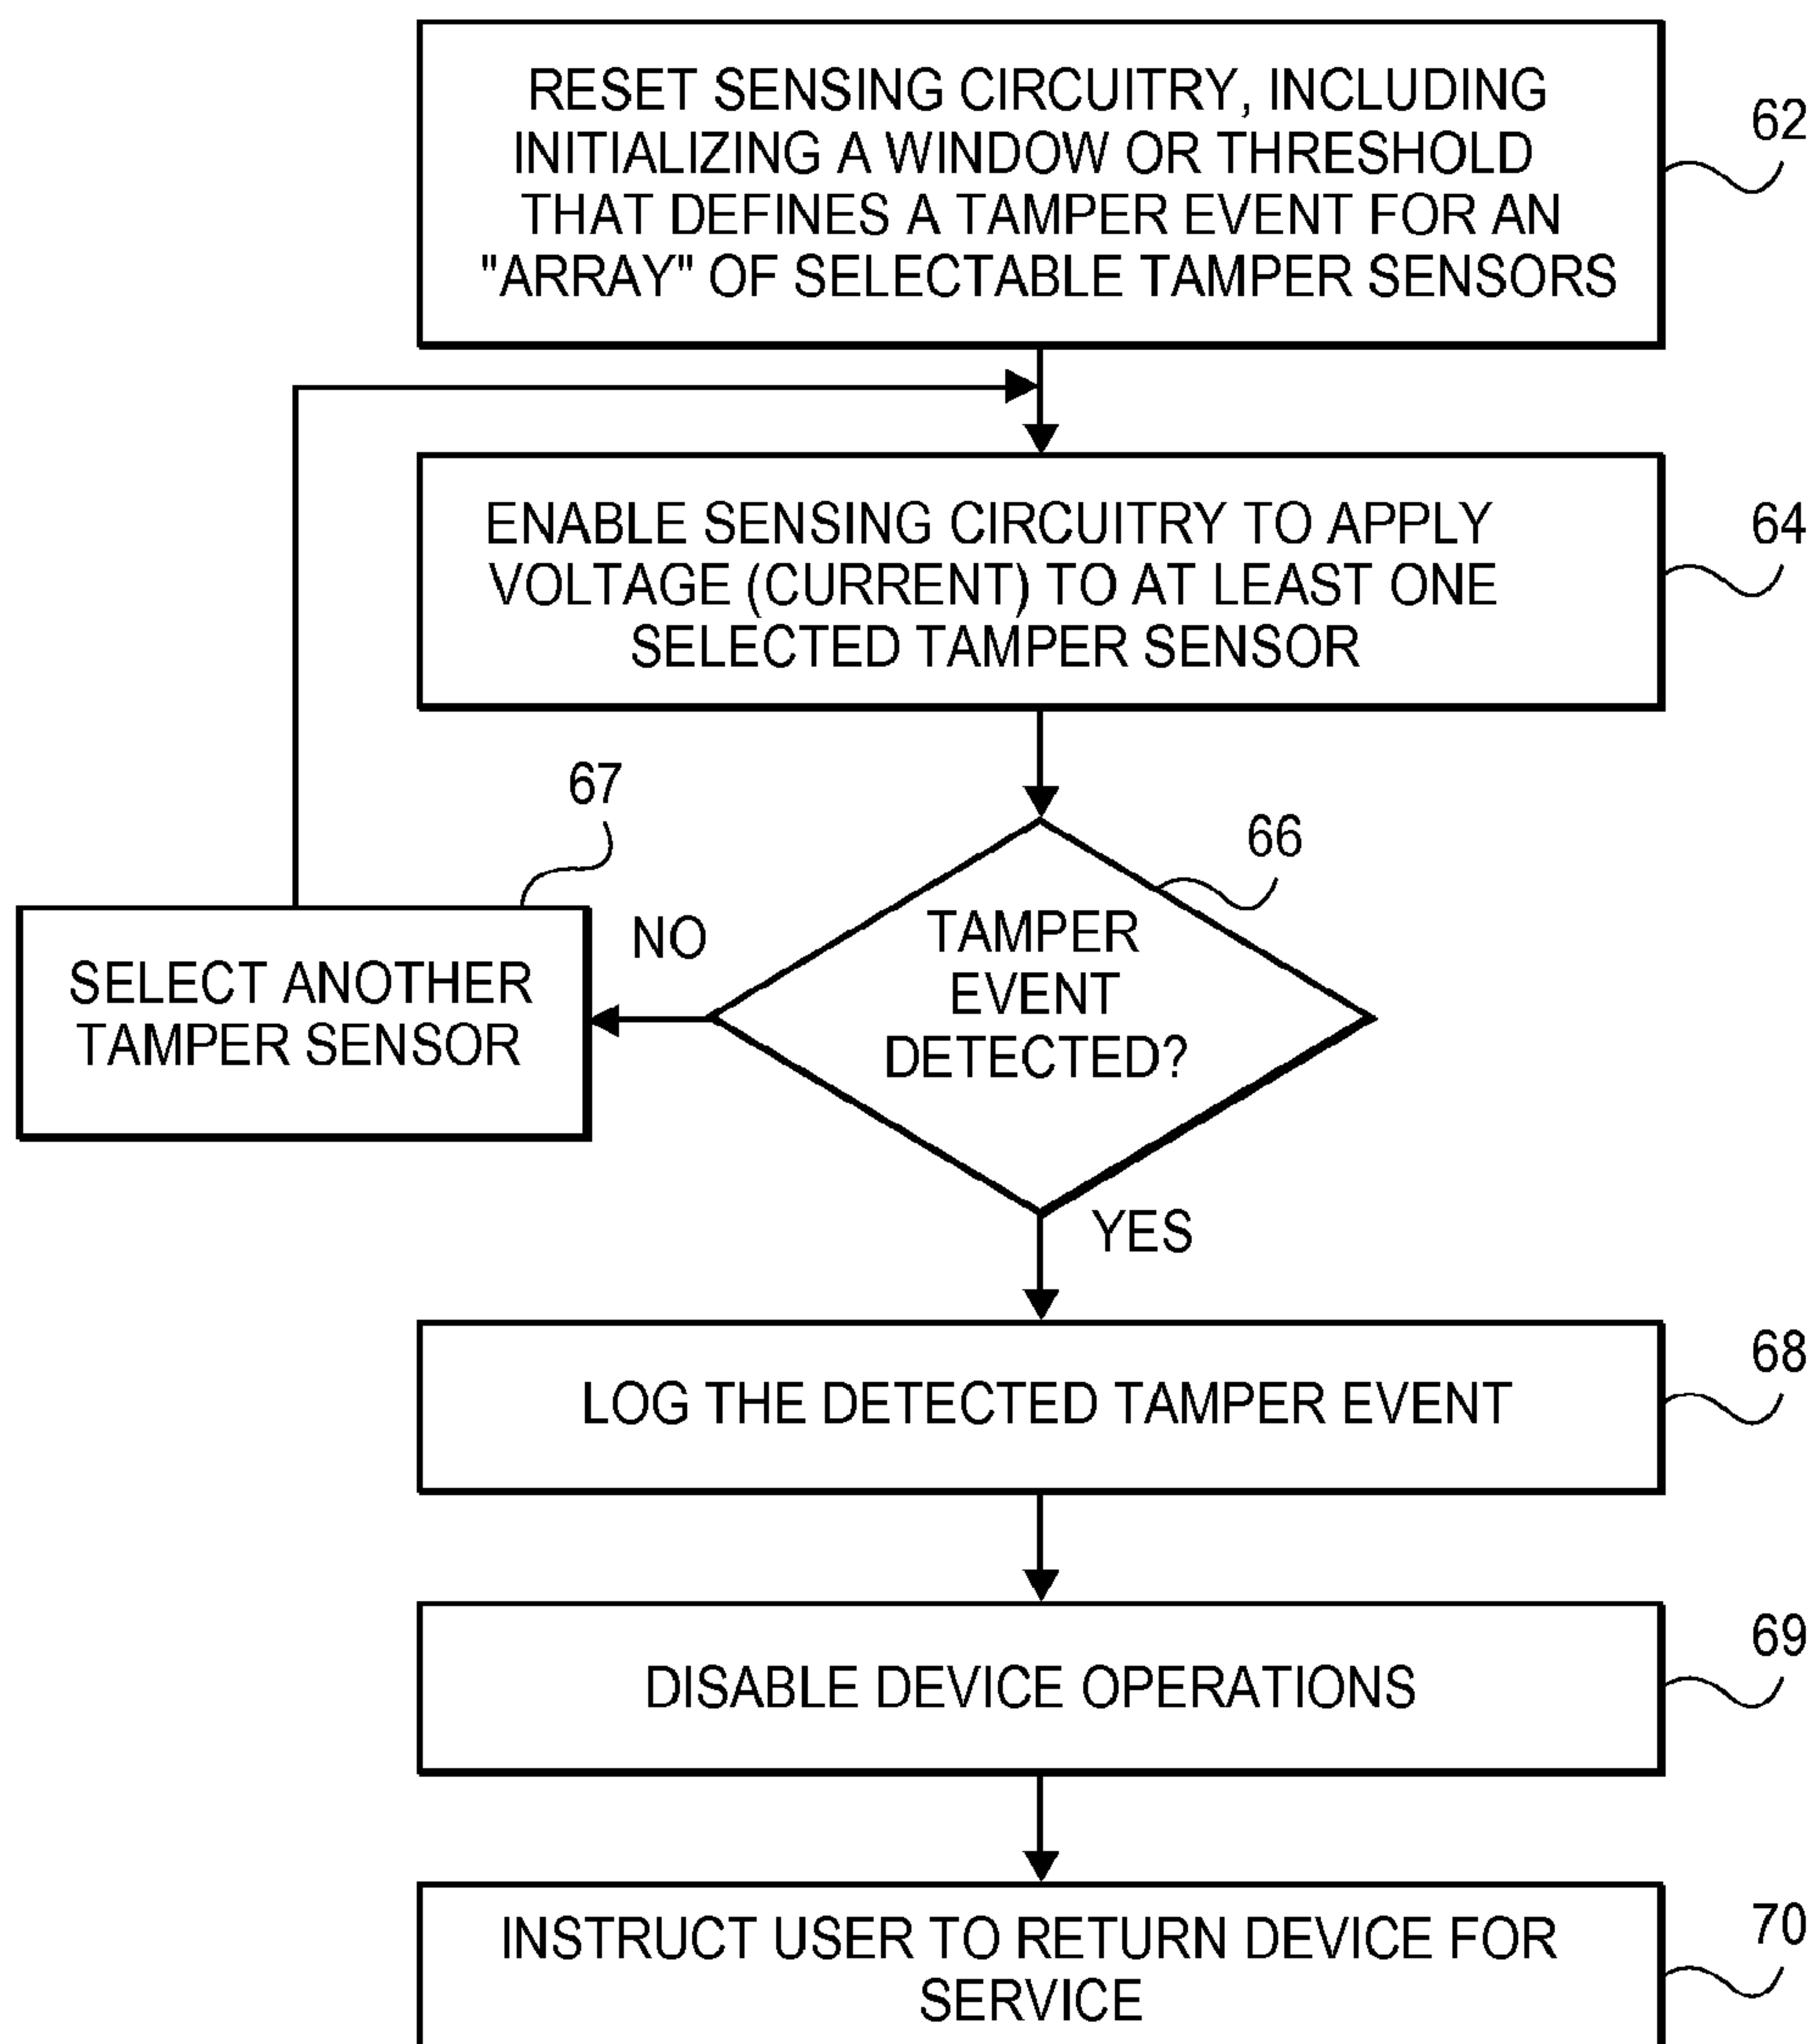 RESET SENSING CIRCUITRY, INCLUDING
INITIALIZING A WINDOW OR THRESHOLD
THAT DEFINES A TAMPER EVENT FOR AN
"ARRAY" OF SELECTABLE TAMPER SENSORS
62
ENABLE SENSING CIRCUITRY TO APPLY
VOLTAGE (CURRENT) TO AT LEAST ONE
SELECTED TAMPER SENSOR
64
67
66
SELECT ANOTHER
TAMPER SENSOR
NO
TAMPER
EVENT
DETECTED?
YES
LOG THE DETECTED TAMPER EVENT
68
DISABLE DEVICE OPERATIONS
69
INSTRUCT USER TO RETURN DEVICE FOR
SERVICE
70